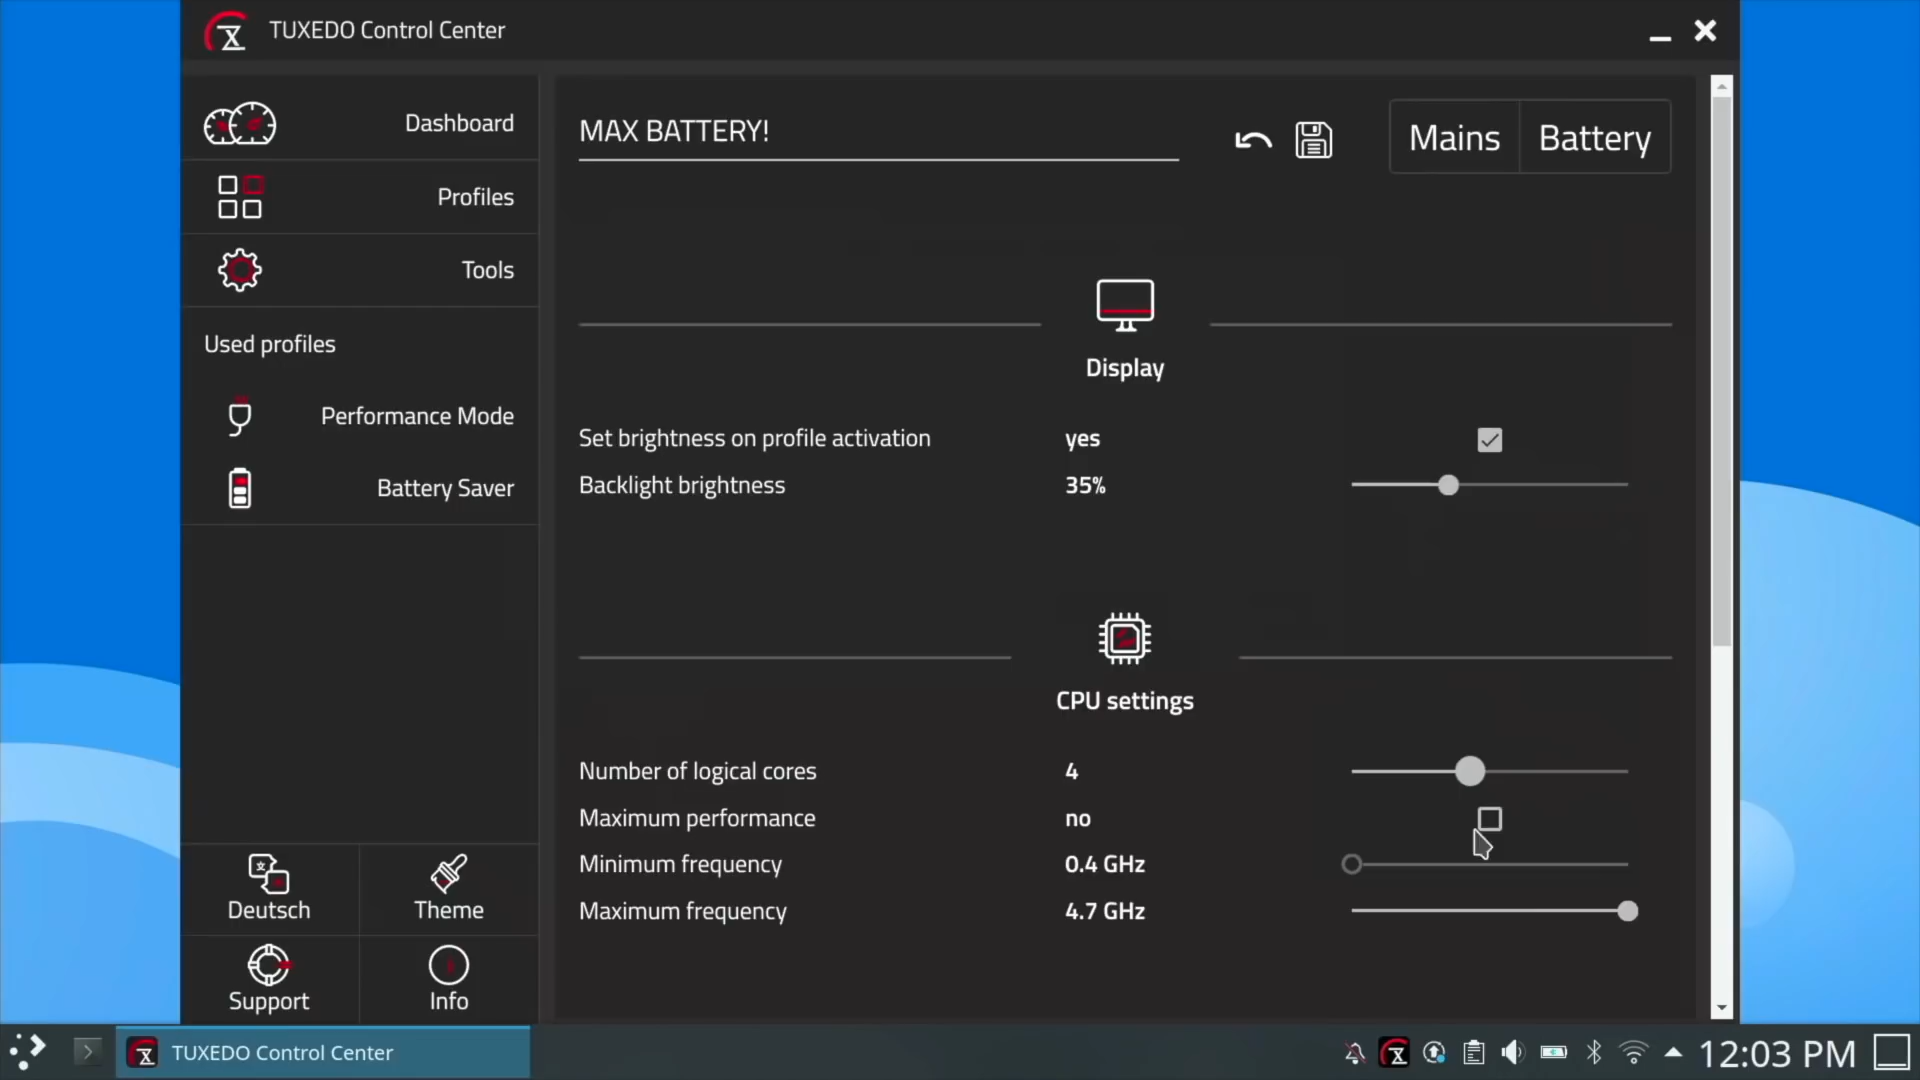 TUXEDO Control Center
Dashboard
Profiles
Tools
Used profiles
Performance Mode
Battery Saver
Deutsch
Theme
Support
Info
MAX BATTERY!
Mains
Battery
Display
Set brightness on profile activation yes
Backlight brightness 35%
CPU settings
Number of logical cores 4
Maximum performance no
Minimum frequency 0.4 GHz
Maximum frequency 4.7 GHz
TUXEDO Control Center
12:03 PM